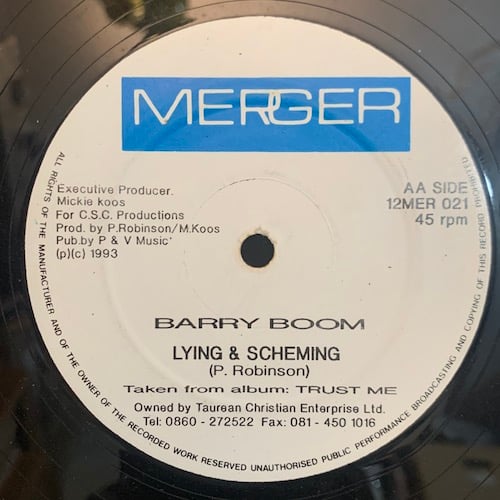 MERGER
Executive Producer.
Mickie koos
For C.S.C. Productions
Prod. by P.Robinson/M.Koos
Pub.by P & V Music'
(p)(c) 1993
AA SIDE
12MER 021
45 rpm
BARRY BOOM
LYING & SCHEMING
(P. Robinson)
Taken from album: TRUST ME
Owned by Taurean Christian Enterprise Ltd.
Tel: 0860 - 272522 Fax: 081 - 450 1016
ALL RIGHTS OF THE MANUFACTURER AND OF THE OWNER OF THE RECORDED WORK RESERVED UNAUTHORISED PUBLIC PERFORMANCE BROADCASTING AND COPYING OF THIS RECORD PROHIBITED